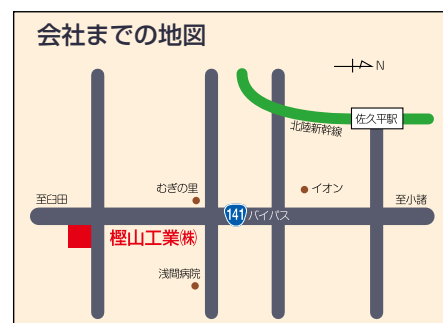 会社までの地図
N
佐久平駅
北陸新幹線
至臼田
むぎの里
イオン
至小諸
141
バイパス
樫山工業㈱
浅間病院